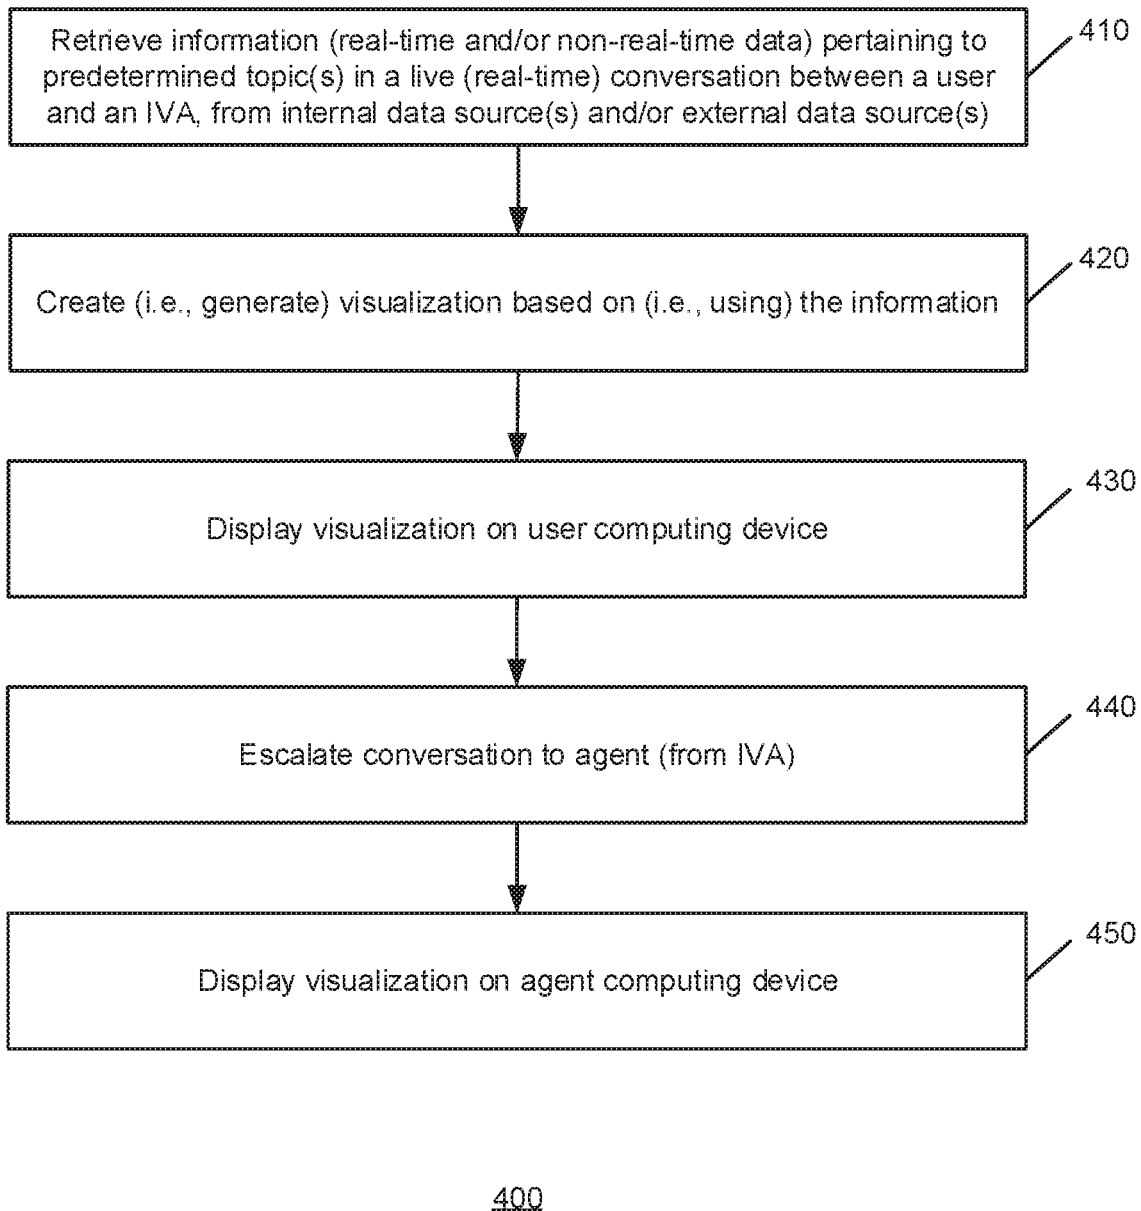 Retrieve information (real-time and/or non-real-time data) pertaining to
predetermined topic(s) in a live (real-time) conversation between a user
and an IVA, from internal data source(s) and/or external data source(s)
410
Create (i.e., generate) visualization based on (i.e., using) the information
420
Display visualization on user computing device
430
Escalate conversation to agent (from IVA)
440
Display visualization on agent computing device
450
400